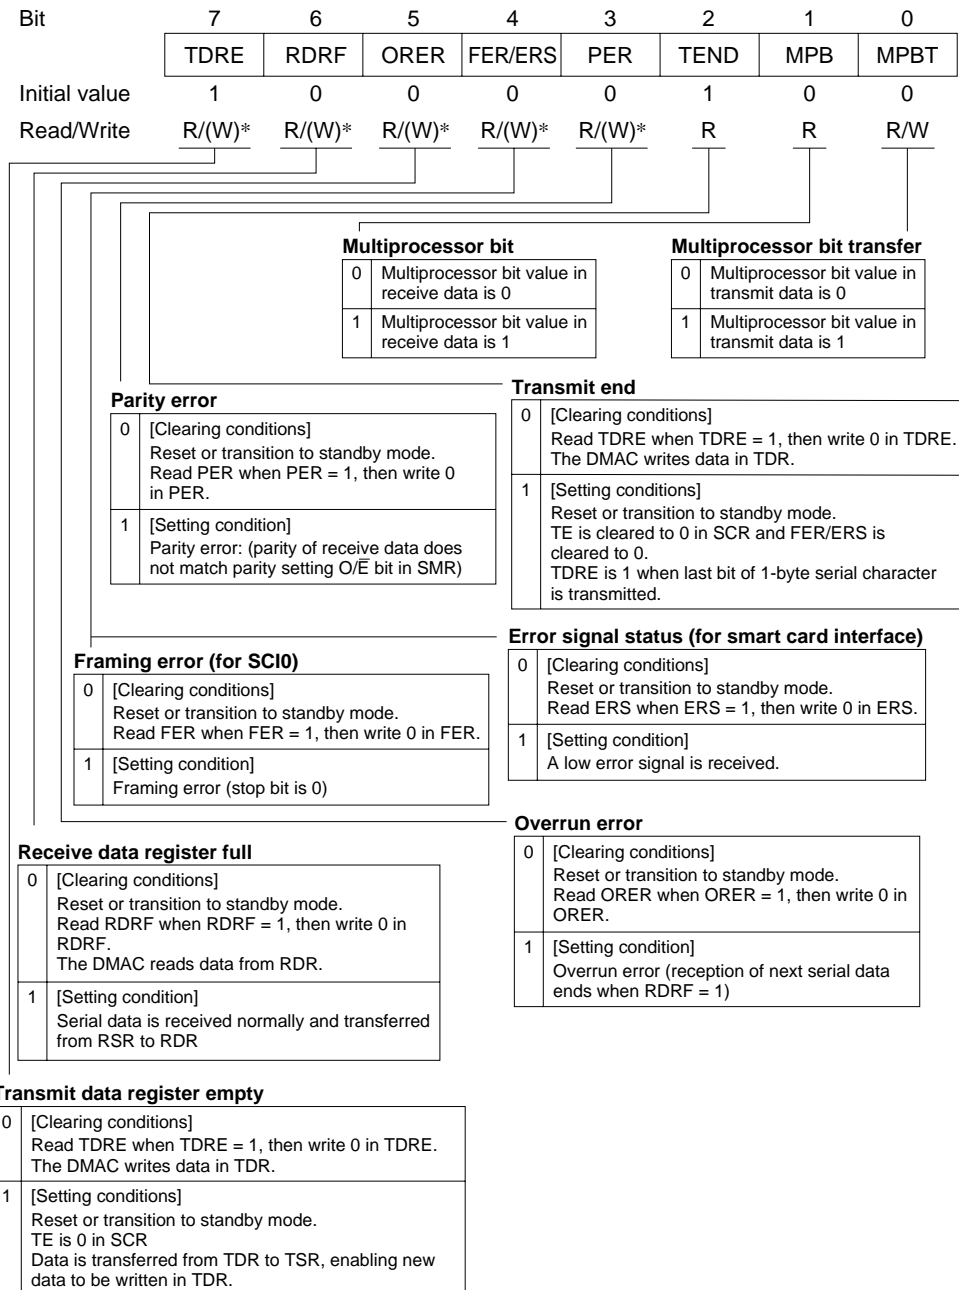 Bit 7 6 5 4 3 2 1 0
TDRE RDRF ORER FER/ERS PER TEND MPB MPBT
Initial value 1 0 0 0 0 1 0 0
Read/Write R/(W)* R/(W)* R/(W)* R/(W)* R/(W)* R R R/W
Multiprocessor bit
0 Multiprocessor bit value in
receive data is 0
1 Multiprocessor bit value in
receive data is 1
Multiprocessor bit transfer
0 Multiprocessor bit value in
transmit data is 0
1 Multiprocessor bit value in
transmit data is 1
Parity error
0 [Clearing conditions]
Reset or transition to standby mode.
Read PER when PER = 1, then write 0
in PER.
1 [Setting condition]
Parity error: (parity of receive data does
not match parity setting O/E̅ bit in SMR)
Transmit end
0 [Clearing conditions]
Read TDRE when TDRE = 1, then write 0 in TDRE.
The DMAC writes data in TDR.
1 [Setting conditions]
Reset or transition to standby mode.
TE is cleared to 0 in SCR and FER/ERS is
cleared to 0.
TDRE is 1 when last bit of 1-byte serial character
is transmitted.
Framing error (for SCI0)
0 [Clearing conditions]
Reset or transition to standby mode.
Read FER when FER = 1, then write 0 in FER.
1 [Setting condition]
Framing error (stop bit is 0)
Error signal status (for smart card interface)
0 [Clearing conditions]
Reset or transition to standby mode.
Read ERS when ERS = 1, then write 0 in ERS.
1 [Setting condition]
A low error signal is received.
Receive data register full
0 [Clearing conditions]
Reset or transition to standby mode.
Read RDRF when RDRF = 1, then write 0 in
RDRF.
The DMAC reads data from RDR.
1 [Setting condition]
Serial data is received normally and transferred
from RSR to RDR
Overrun error
0 [Clearing conditions]
Reset or transition to standby mode.
Read ORER when ORER = 1, then write 0 in
ORER.
1 [Setting condition]
Overrun error (reception of next serial data
ends when RDRF = 1)
Transmit data register empty
0 [Clearing conditions]
Read TDRE when TDRE = 1, then write 0 in TDRE.
The DMAC writes data in TDR.
1 [Setting conditions]
Reset or transition to standby mode.
TE is 0 in SCR
Data is transferred from TDR to TSR, enabling new
data to be written in TDR.